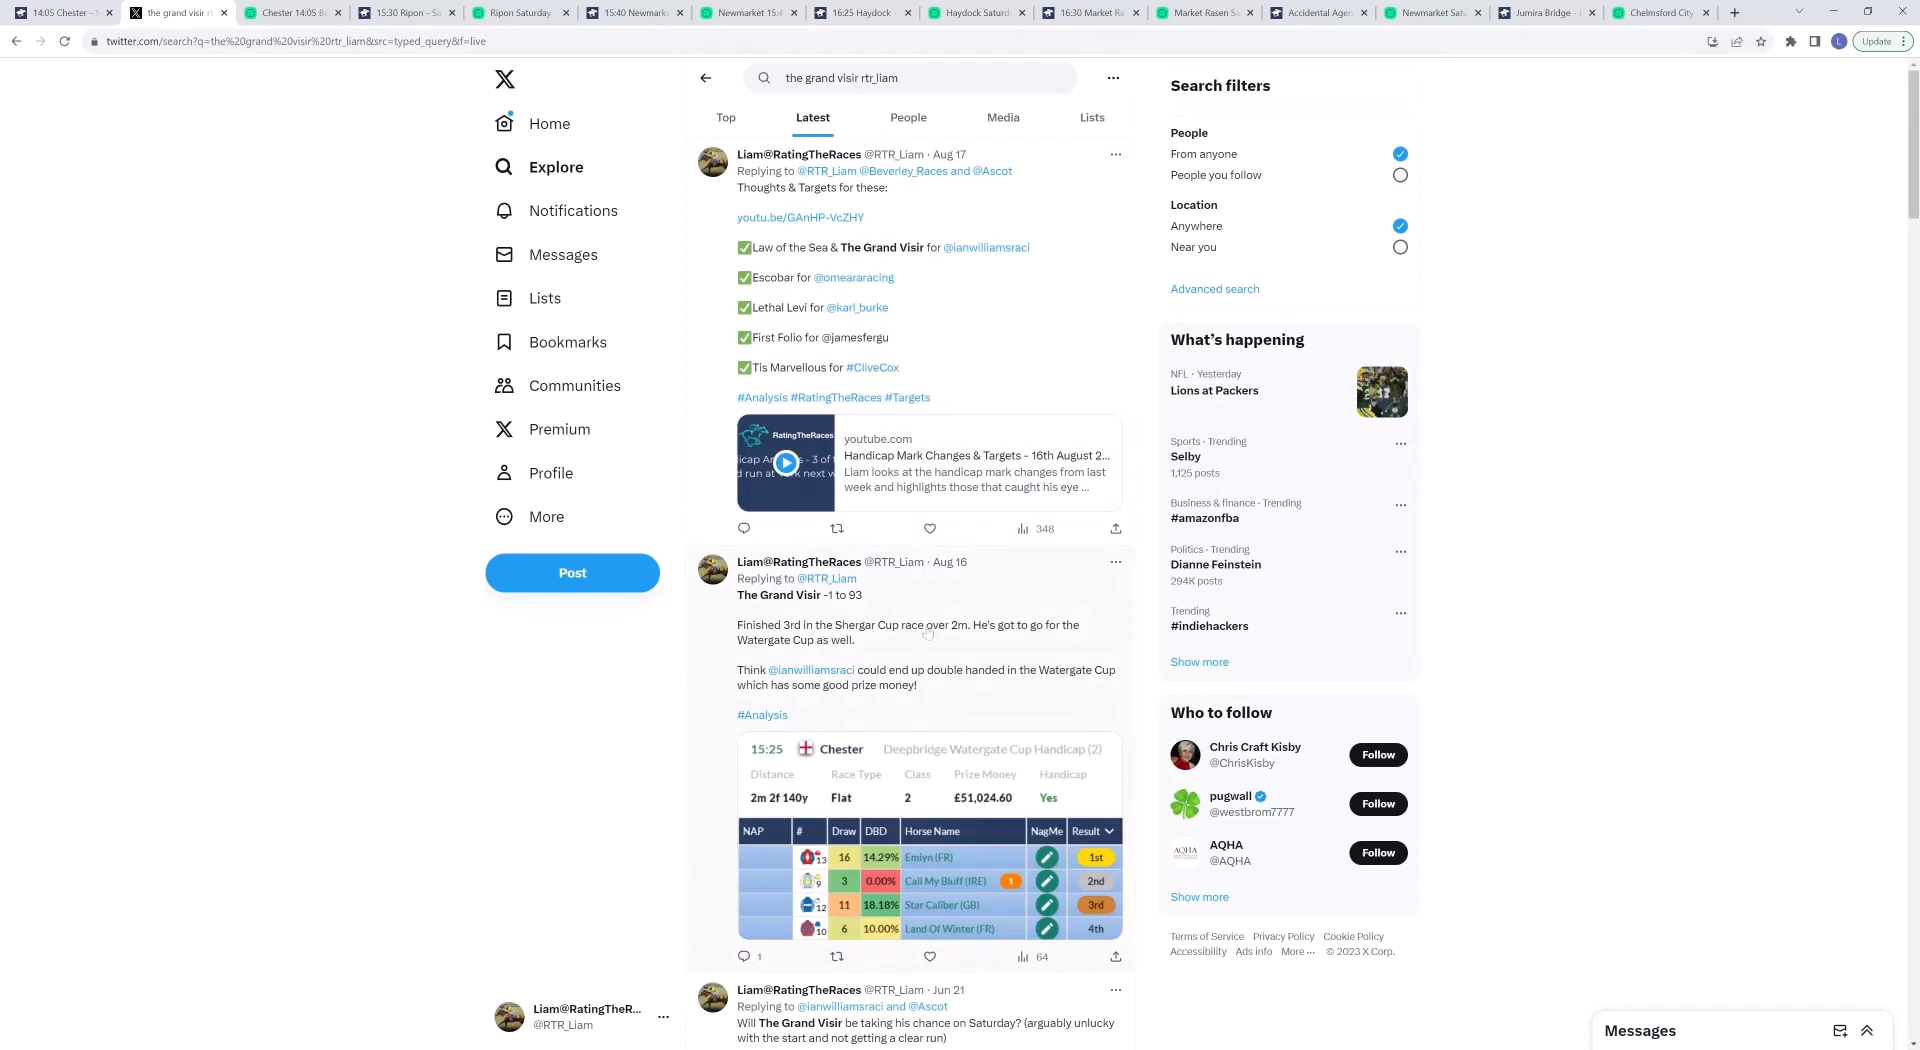 14:05 Chester - S
the grand visir r
Chester 14:05 B
15:30 Ripon - S
Ripon Saturday
15:40 Newmark
Newmarket 15:4
16:25 Haydock
Haydock Saturd
16:30 Market Ra
Market Rasen Sa
Accidental Agen
Newmarket Satu
Jumira Bridge -
Chelmsford City
twitter.com/search?q=the%20grand%20visir%20rtr_liam&src=typed_query&f=live
L
Update
the grand visir rtr_liam
Top
Latest
People
Media
Lists
Home
Explore
Notifications
Messages
Lists
Bookmarks
Communities
Premium
Profile
More
Post
Liam@RatingTheR...
@RTR_Liam
Liam@RatingTheRaces @RTR_Liam · Aug 17
Replying to @RTR_Liam @Beverley_Races and @Ascot
Thoughts & Targets for these:
youtu.be/GAnHP-VcZHY
✅Law of the Sea & The Grand Visir for @ianwilliamsraci
✅Escobar for @omeararacing
✅Lethal Levi for @karl_burke
✅First Folio for @jamesfergu
✅Tis Marvellous for #CliveCox
#Analysis #RatingTheRaces #Targets
RatingTheRaces
icap An s - 3 of t
d run at York next w
youtube.com
Handicap Mark Changes & Targets - 16th August 2...
Liam looks at the handicap mark changes from last
week and highlights those that caught his eye ...
348
Liam@RatingTheRaces @RTR_Liam · Aug 16
Replying to @RTR_Liam
The Grand Visir -1 to 93
Finished 3rd in the Shergar Cup race over 2m. He's got to go for the
Watergate Cup as well.
Think @ianwilliamsraci could end up double handed in the Watergate Cup
which has some good prize money!
#Analysis
15:25 Chester Deepbridge Watergate Cup Handicap (2)
Distance Race Type Class Prize Money Handicap
2m 2f 140y Flat 2 £51,024.60 Yes
NAP # Draw DBD Horse Name NagMe Result
13 16 14.29% Emiyn (FR) 1st
9 3 0.00% Call My Bluff (IRE) 1 2nd
12 11 18.18% Star Caliber (GB) 3rd
10 6 10.00% Land Of Winter (FR) 4th
1
64
Liam@RatingTheRaces @RTR_Liam · Jun 21
Replying to @ianwilliamsraci and @Ascot
Will The Grand Visir be taking his chance on Saturday? (arguably unlucky
with the start and not getting a clear run)
Search filters
People
From anyone
People you follow
Location
Anywhere
Near you
Advanced search
What's happening
NFL · Yesterday
Lions at Packers
Sports · Trending
Selby
1,125 posts
Business & finance · Trending
#amazonfba
Politics · Trending
Dianne Feinstein
294K posts
Trending
#indiehackers
Show more
Who to follow
Chris Craft Kisby
@ChrisKisby
Follow
pugwall
@westbrom7777
Follow
AQHA
AQHA
@AQHA
Follow
Show more
Terms of Service Privacy Policy Cookie Policy
Accessibility Ads info More ··· © 2023 X Corp.
Messages